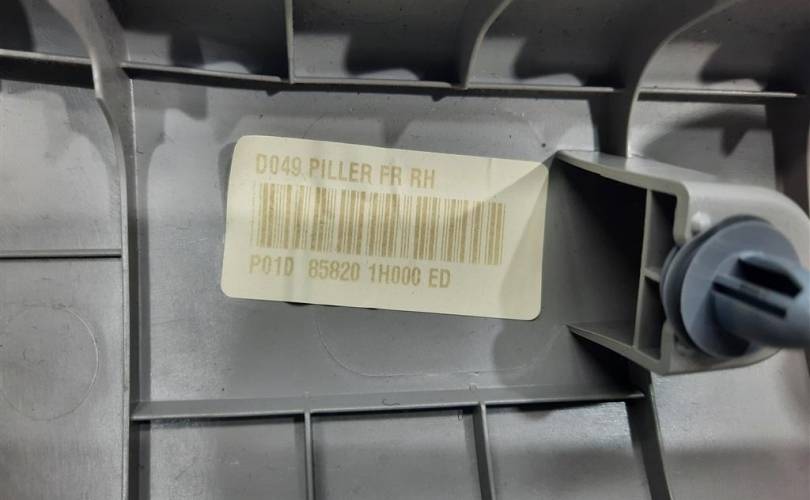 D049 PILLER FR RH
P01D 85820 1H000 ED